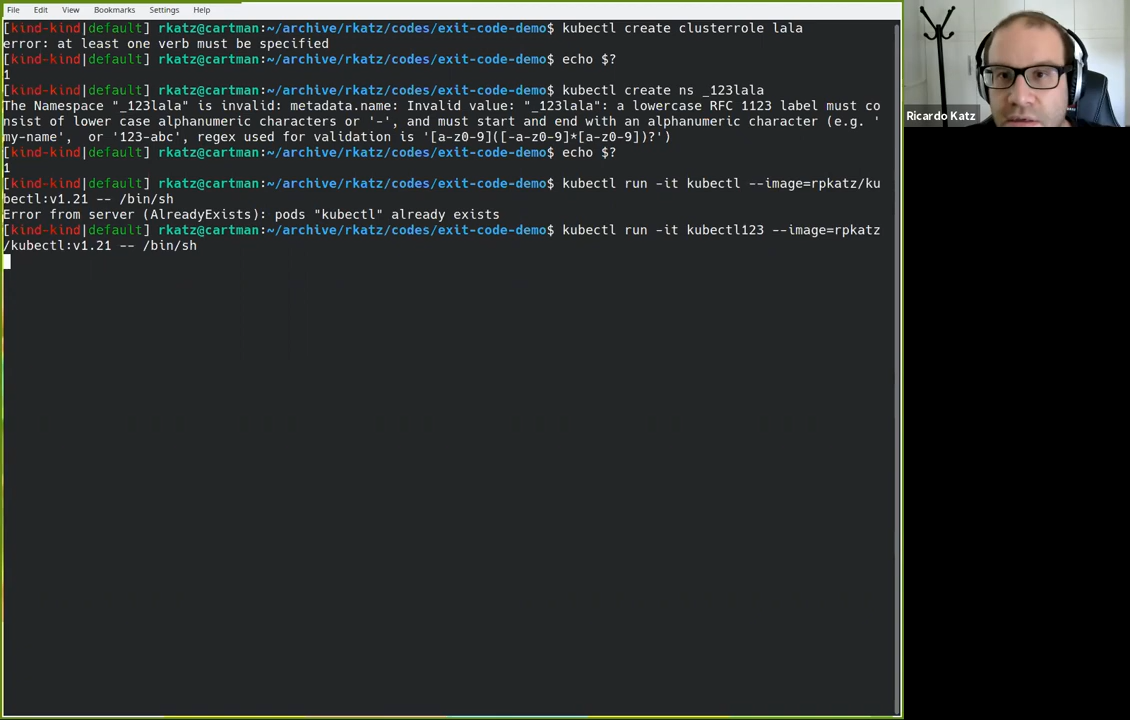 File Edit View Bookmarks Settings Help
[kind-kind|default] rkatz@cartman:~/archive/rkatz/codes/exit-code-demo$ kubectl create clusterrole lala
error: at least one verb must be specified
[kind-kind|default] rkatz@cartman:~/archive/rkatz/codes/exit-code-demo$ echo $?
1
[kind-kind|default] rkatz@cartman:~/archive/rkatz/codes/exit-code-demo$ kubectl create ns _123lala
The Namespace "_123lala" is invalid: metadata.name: Invalid value: "_123lala": a lowercase RFC 1123 label must co
nsist of lower case alphanumeric characters or '-', and must start and end with an alphanumeric character (e.g. '
my-name',  or '123-abc', regex used for validation is '[a-z0-9]([-a-z0-9]*[a-z0-9])?')
[kind-kind|default] rkatz@cartman:~/archive/rkatz/codes/exit-code-demo$ echo $?
1
[kind-kind|default] rkatz@cartman:~/archive/rkatz/codes/exit-code-demo$ kubectl run -it kubectl --image=rpkatz/ku
bectl:v1.21 -- /bin/sh
Error from server (AlreadyExists): pods "kubectl" already exists
[kind-kind|default] rkatz@cartman:~/archive/rkatz/codes/exit-code-demo$ kubectl run -it kubectl123 --image=rpkatz
/kubectl:v1.21 -- /bin/sh
Ricardo Katz